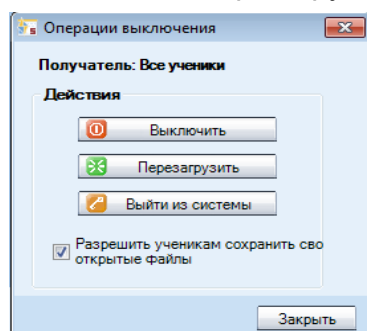 Операции выключения
Получатель: Все ученики
Действия
Выключить
Перезагрузить
Выйти из системы
Разрешить ученикам сохранить сво
открытые файлы
Закрыть